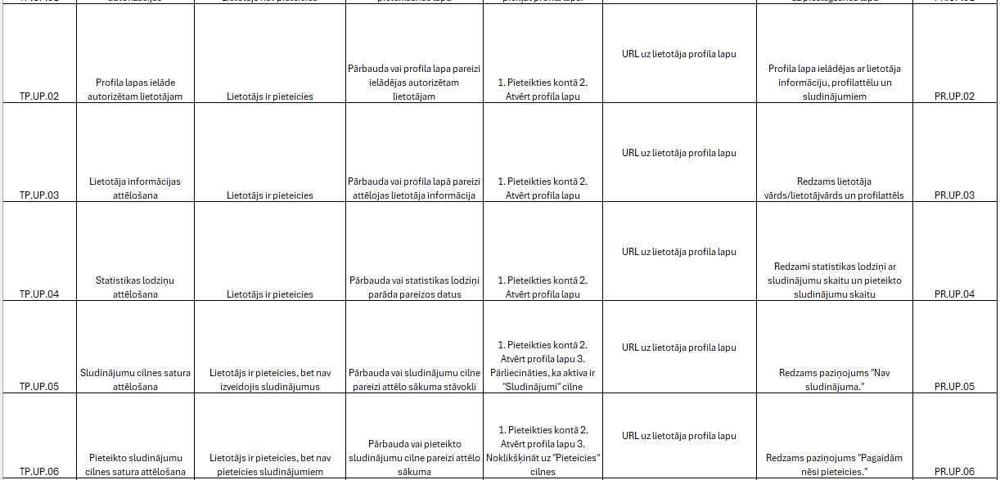 URL uz lietotāja profila lapu
TP.UP.02
Profila lapas ielāde
autorizētam lietotājam
Lietotājs ir pieteicies
Pārbauda vai profila lapa pareizi
ielādējas autorizētam
lietotājam
1. Pieteikties kontā 2.
Atvērt profila lapu
Profila lapa ielādējas ar lietotāja
informāciju, profilattēlu un
sludinājumiem
PR.UP.02
TP.UP.03
Lietotāja informācijas
attēlošana
Lietotājs ir pieteicies
Pārbauda vai profila lapā pareizi
attēlojas lietotāja informācija
1. Pieteikties kontā 2.
Atvērt profila lapu
URL uz lietotāja profila lapu
Redzams lietotāja
vārds/lietotājvārds un profilattēls
PR.UP.03
TP.UP.04
Statistikas lodziņu
attēlošana
Lietotājs ir pieteicies
Pārbauda vai statistikas lodziņi
parāda pareizos datus
1. Pieteikties kontā 2.
Atvērt profila lapu
URL uz lietotāja profila lapu
Redzami statistikas lodziņi ar
sludinājumu skaitu un pieteikto
sludinājumu skaitu
PR.UP.04
TP.UP.05
Sludinājumu cilnes satura
attēlošana
Lietotājs ir pieteicies, bet nav
izveidojis sludinājumus
Pārbauda vai sludinājumu cilne
pareizi attēlo sākuma stāvokli
1. Pieteikties kontā 2.
Atvērt profila lapu 3.
Pārliecināties, ka aktīva ir
"Sludinājumi" cilne
URL uz lietotāja profila lapu
Redzams paziņojums "Nav
sludinājuma."
PR.UP.05
TP.UP.06
Pieteikto sludinājumu
cilnes satura attēlošana
Lietotājs ir pieteicies, bet nav
pieteicies sludinājumiem
Pārbauda vai pieteikto
sludinājumu cilne pareizi attēlo
sākuma
1. Pieteikties kontā 2.
Atvērt profila lapu 3.
Noklikšķināt uz "Pieteicies"
cilnes
URL uz lietotāja profila lapu
Redzams paziņojums "Pagaidām
nēsi pieteicies."
PR.UP.06